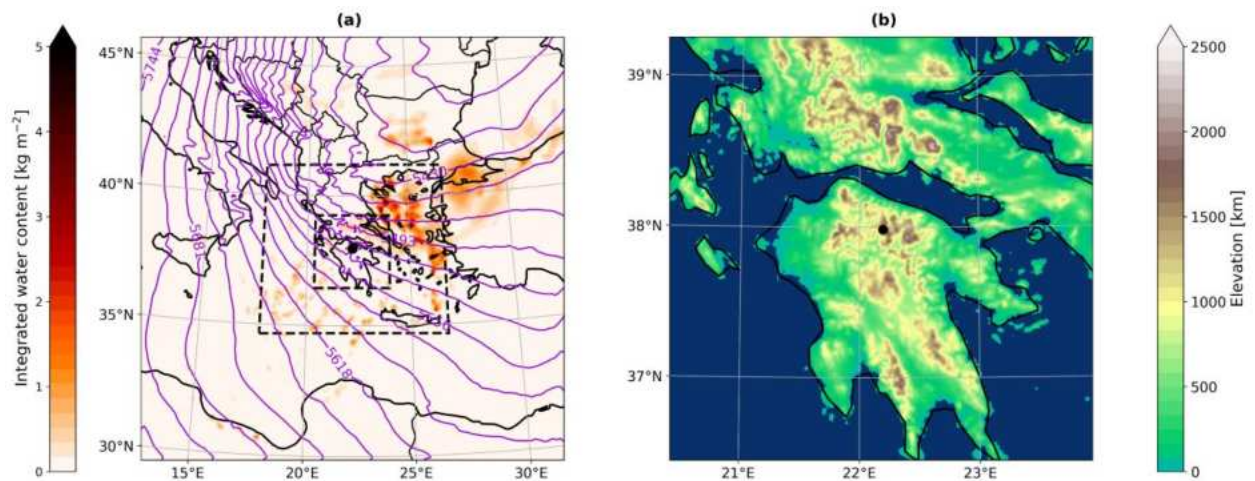 (a)
(b)
Integrated water content [kg m⁻²]
5
4
3
2
1
0
45°N
40°N
35°N
30°N
15°E
20°E
25°E
30°E
5744
5681
5618
39°N
38°N
37°N
21°E
22°E
23°E
Elevation [km]
2500
2000
1500
1000
500
0